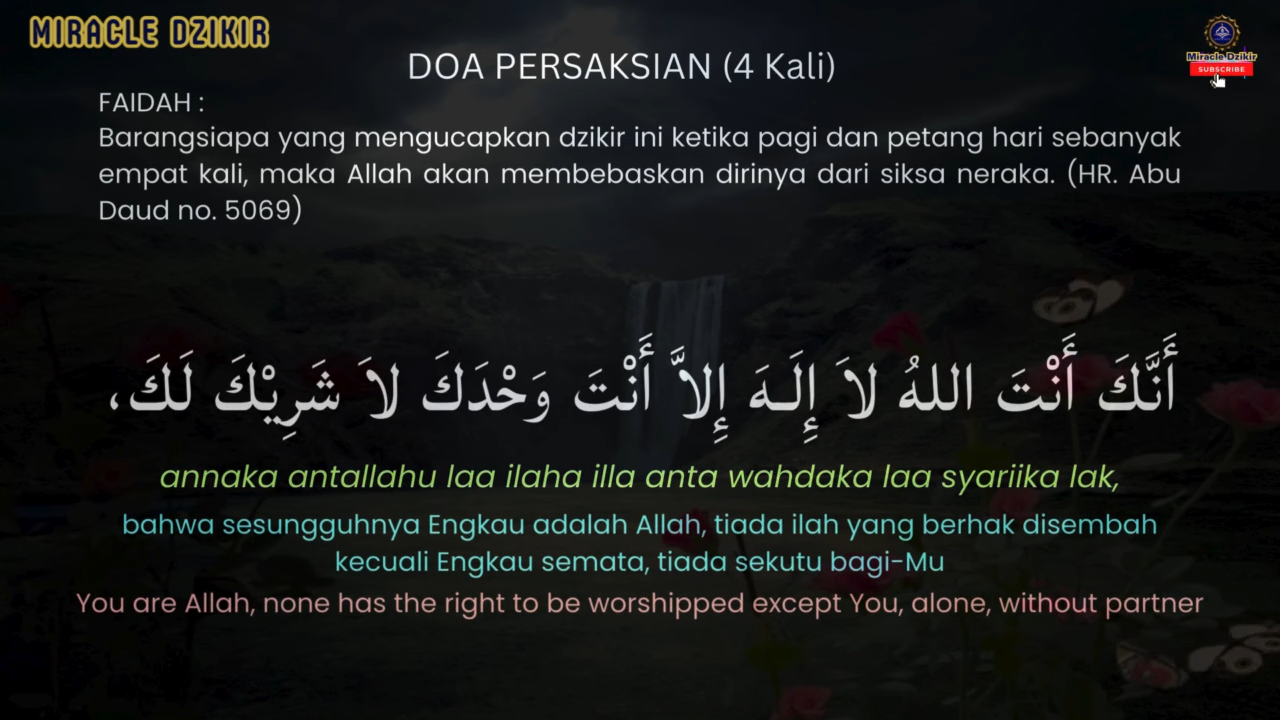 MIRACLE DZIKIR
Miracle Dzikir
SUBSCRIBE
DOA PERSAKSIAN (4 Kali)
FAIDAH :
Barangsiapa yang mengucapkan dzikir ini ketika pagi dan petang hari sebanyak
empat kali, maka Allah akan membebaskan dirinya dari siksa neraka. (HR. Abu
Daud no. 5069)
أَنَّكَ أَنْتَ اللهُ لاَ إِلَـهَ إِلاَّ أَنْتَ وَحْدَكَ لاَ شَرِيْكَ لَكَ،
annaka antallahu laa ilaha illa anta wahdaka laa syariika lak,
bahwa sesungguhnya Engkau adalah Allah, tiada ilah yang berhak disembah
kecuali Engkau semata, tiada sekutu bagi-Mu
You are Allah, none has the right to be worshipped except You, alone, without partner